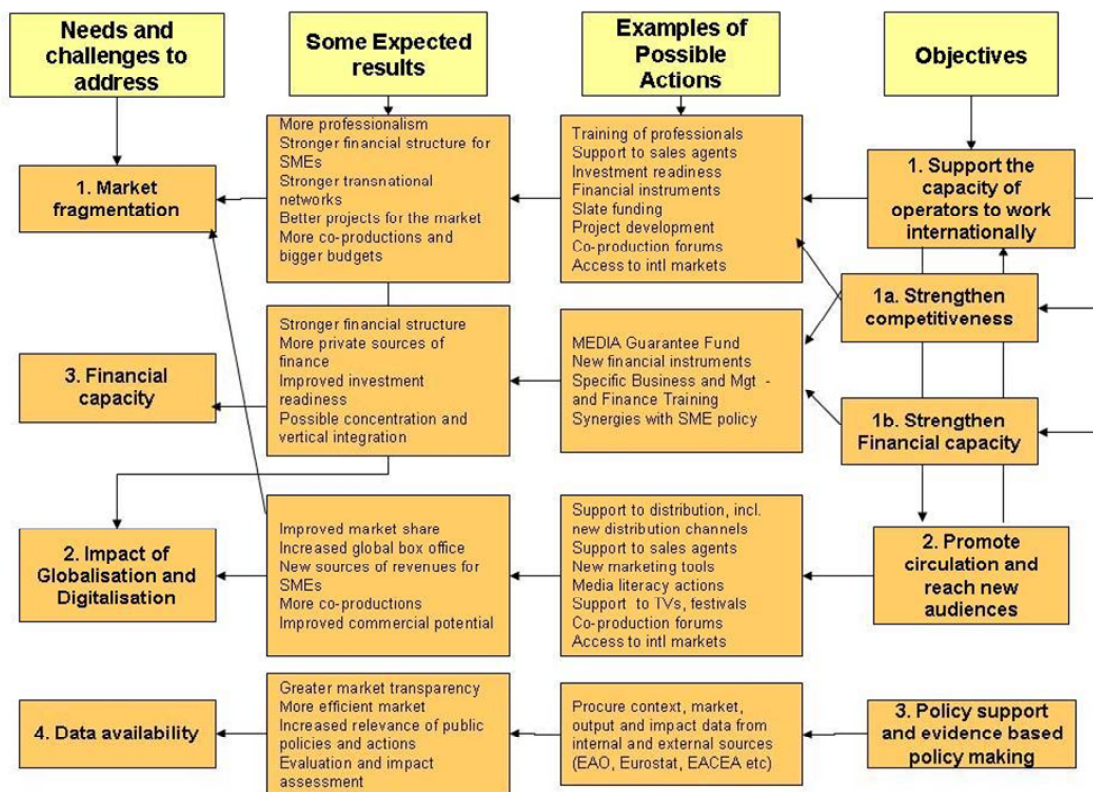 Needs and
challenges to
address
Some Expected
results
Examples of
Possible
Actions
Objectives
1. Market
fragmentation
More professionalism
Stronger financial structure for
SMEs
Stronger transnational
networks
Better projects for the market
More co-productions and
bigger budgets
Training of professionals
Support to sales agents
Investment readiness
Financial instruments
Slate funding
Project development
Co-production forums
Access to intl markets
1. Support the
capacity of
operators to work
internationally
1a. Strengthen
competitiveness
3. Financial
capacity
Stronger financial structure
More private sources of
finance
Improved investment
readiness
Possible concentration and
vertical integration
MEDIA Guarantee Fund
New financial instruments
Specific Business and Mgt -
and Finance Training
Synergies with SME policy
1b. Strengthen
Financial capacity
2. Impact of
Globalisation and
Digitalisation
Improved market share
Increased global box office
New sources of revenues for
SMEs
More co-productions
Improved commercial potential
Support to distribution, incl.
new distribution channels
Support to sales agents
New marketing tools
Media literacy actions
Support to TVs, festivals
Co-production forums
Access to intl markets
2. Promote
circulation and
reach new
audiences
4. Data availability
Greater market transparency
More efficient market
Increased relevance of public
policies and actions
Evaluation and impact
assessment
Procure context, market,
output and impact data from
internal and external sources
(EAO, Eurostat, EACEA etc)
3. Policy support
and evidence based
policy making